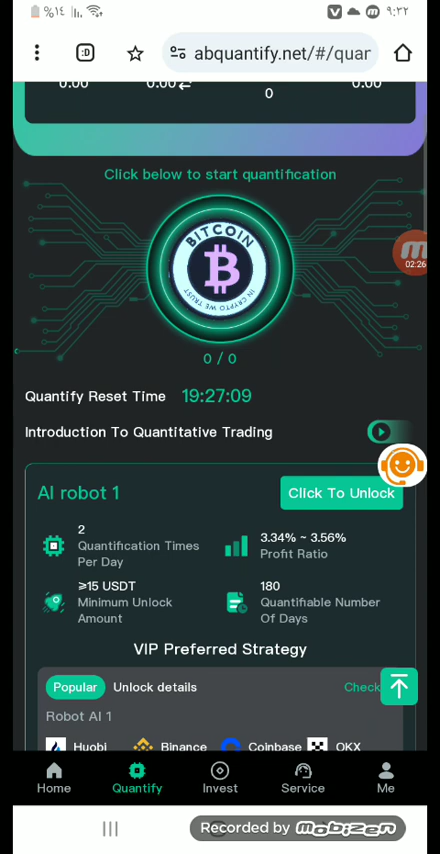 %١٤
٩:٣٢
:D
abquantify.net/#/quar
0.00
0.00
0
0.00
Click below to start quantification
BITCOIN
IN CRYPTO WE TRUST
0 / 0
Quantify Reset Time 19:27:09
02:26
Introduction To Quantitative Trading
AI robot 1
Click To Unlock
2
Quantification Times
Per Day
3.34% ~ 3.56%
Profit Ratio
≥15 USDT
Minimum Unlock
Amount
180
Quantifiable Number
Of Days
VIP Preferred Strategy
Popular Unlock details Check
Robot AI 1
Huobi Binance Coinbase OKX
Home Quantify Invest Service Me
Recorded by mobizen